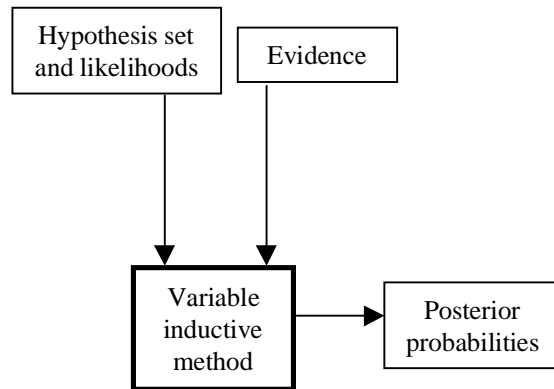 Hypothesis set
and likelihoods
Evidence
Variable
inductive
method
Posterior
probabilities